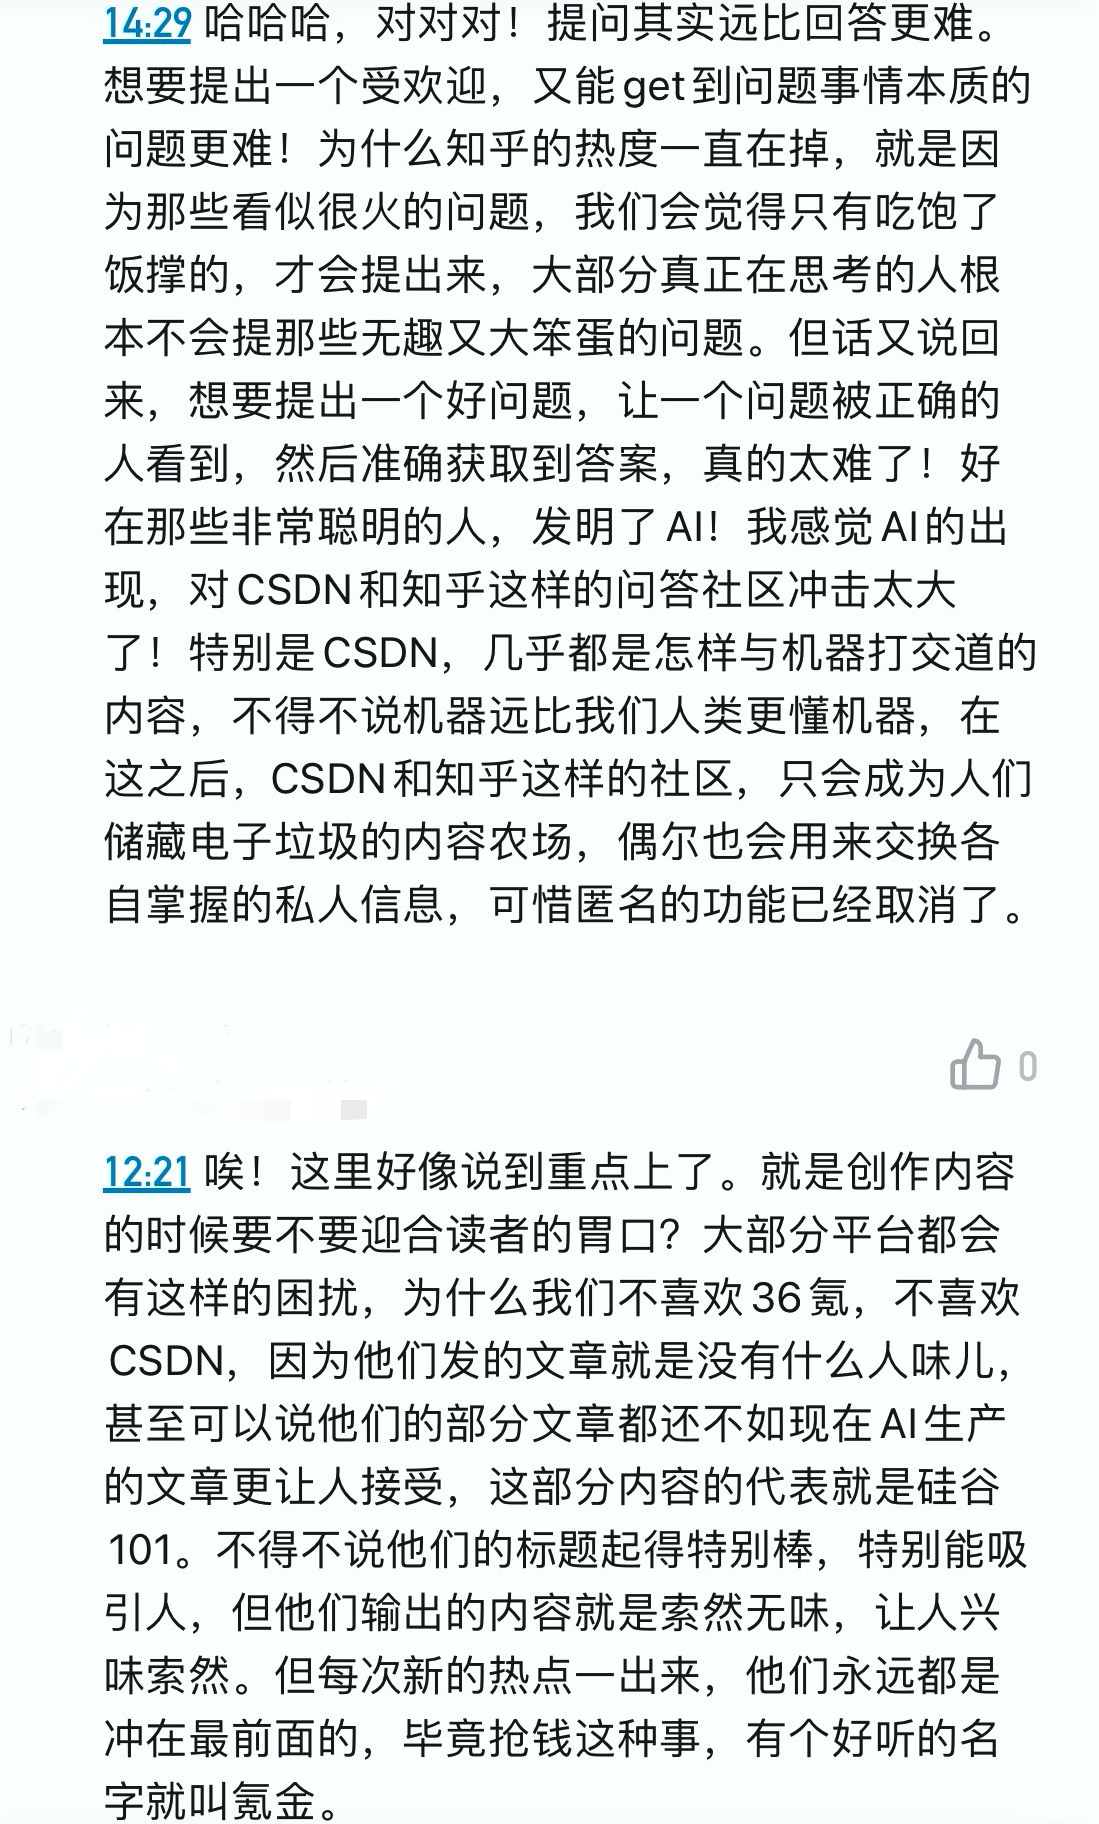 14:29 哈哈哈，对对对！提问其实远比回答更难。
想要提出一个受欢迎，又能get到问题事情本质的
问题更难！为什么知乎的热度一直在掉，就是因
为那些看似很火的问题，我们会觉得只有吃饱了
饭撑的，才会提出来，大部分真正在思考的人根
本不会提那些无趣又大笨蛋的问题。但话又说回
来，想要提出一个好问题，让一个问题被正确的
人看到，然后准确获取到答案，真的太难了！好
在那些非常聪明的人，发明了AI！我感觉AI的出
现，对CSDN和知乎这样的问答社区冲击太大
了！特别是CSDN，几乎都是怎样与机器打交道的
内容，不得不说机器远比我们人类更懂机器，在
这之后，CSDN和知乎这样的社区，只会成为人们
储藏电子垃圾的内容农场，偶尔也会用来交换各
自掌握的私人信息，可惜匿名的功能已经取消了。
0
12:21 唉！这里好像说到重点上了。就是创作内容
的时候要不要迎合读者的胃口？大部分平台都会
有这样的困扰，为什么我们不喜欢36氪，不喜欢
CSDN，因为他们发的文章就是没有什么人味儿，
甚至可以说他们的部分文章都还不如现在AI生产
的文章更让人接受，这部分内容的代表就是硅谷
101。不得不说他们的标题起得特别棒，特别能吸
引人，但他们输出的内容就是索然无味，让人兴
味索然。但每次新的热点一出来，他们永远都是
冲在最前面的，毕竟抢钱这种事，有个好听的名
字就叫氪金。